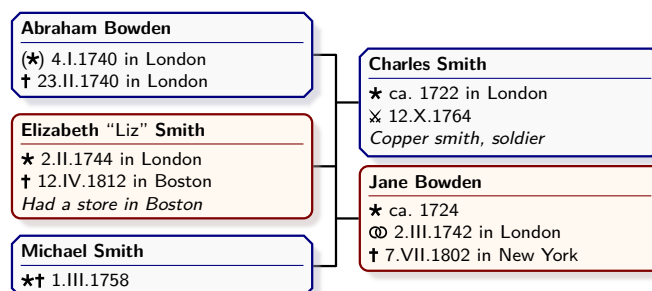 Abraham Bowden
(★) 4.I.1740 in London
✝ 23.II.1740 in London
Elizabeth “Liz” Smith
★ 2.II.1744 in London
✝ 12.IV.1812 in Boston
Had a store in Boston
Michael Smith
★✝ 1.III.1758
Charles Smith
★ ca. 1722 in London
⚔ 12.X.1764
Copper smith, soldier
Jane Bowden
★ ca. 1724
⚭ 2.III.1742 in London
✝ 7.VII.1802 in New York